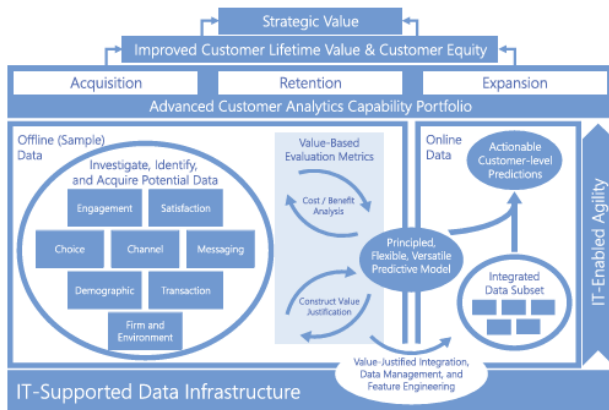 Strategic Value
Improved Customer Lifetime Value & Customer Equity
Acquisition
Retention
Expansion
Advanced Customer Analytics Capability Portfolio
Offline (Sample)
Data
Investigate, Identify,
and Acquire Potential Data
Engagement
Satisfaction
Choice
Channel
Messaging
Demographic
Transaction
Firm and
Environment
Value-Based
Evaluation Metrics
Cost / Benefit
Analysis
Construct Value
Justification
Principled,
Flexible, Versatile
Predictive Model
Online
Data
Actionable
Customer-level
Predictions
Integrated
Data Subset
Value-Justified Integration,
Data Management, and
Feature Engineering
IT-Enabled Agility
IT-Supported Data Infrastructure